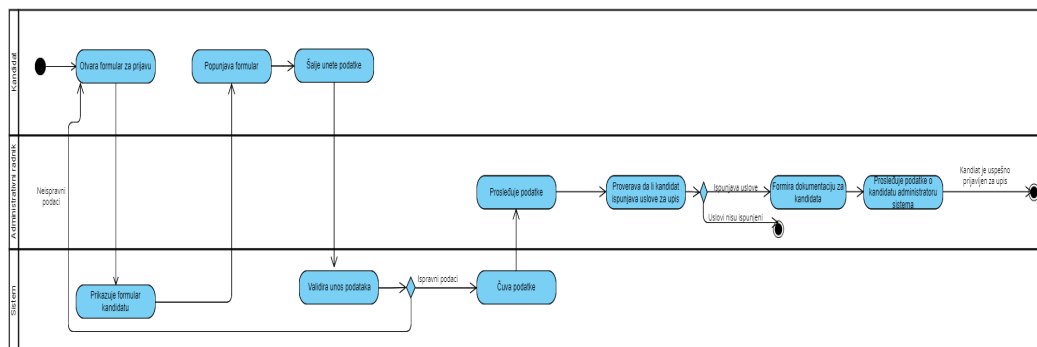 Kandidat
Otvara formular za prijavu
Popunjava formular
Šalje unete podatke
Administrativni radnik
Neispravni
podaci
Prosleđuje podatke
Proverava da li kandidat
ispunjava uslove za upis
Ispunjava uslove
Uslovi nisu ispunjeni
Formira dokumentaciju za
kandidata
Prosleđuje podatke o
kandidatu administratoru
sistema
Kandiat je uspešno
prijavljen za upis
Sistem
Prikazuje formular
kandidatu
Validira unos podataka
Ispravni podaci
Čuva podatke